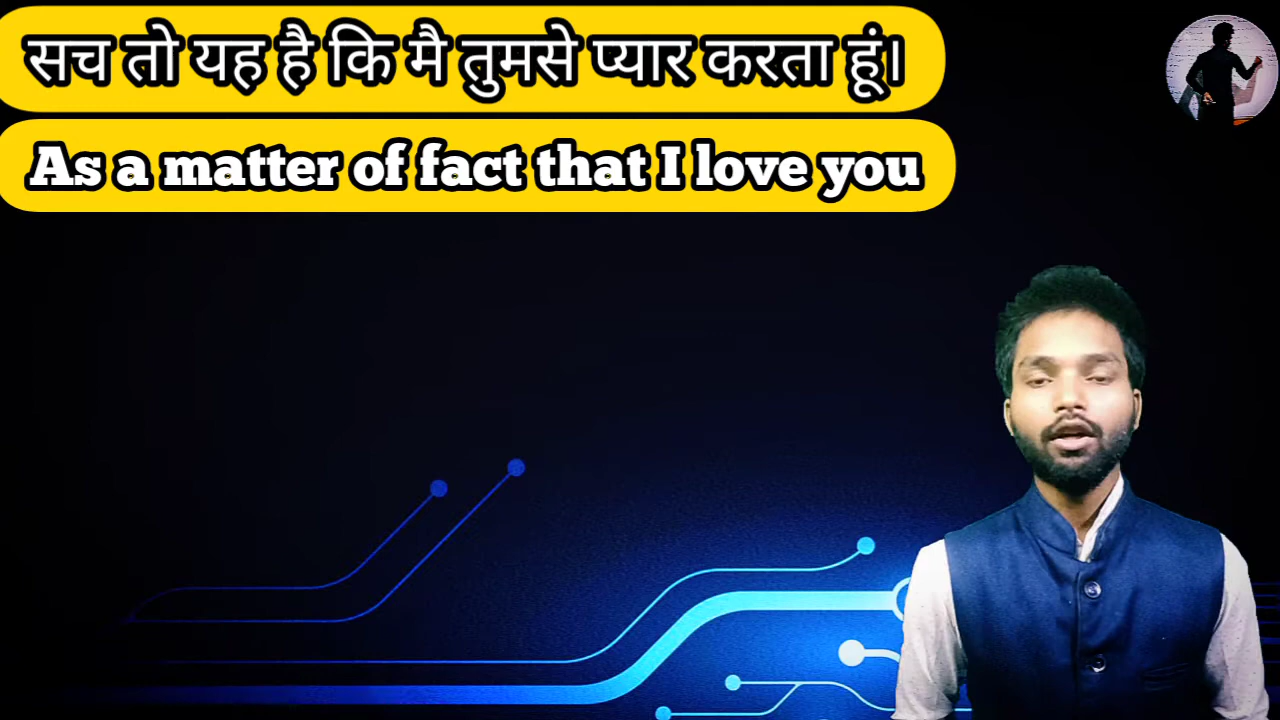 सच तो यह है कि मै तुमसे प्यार करता हूं।
As a matter of fact that I love you